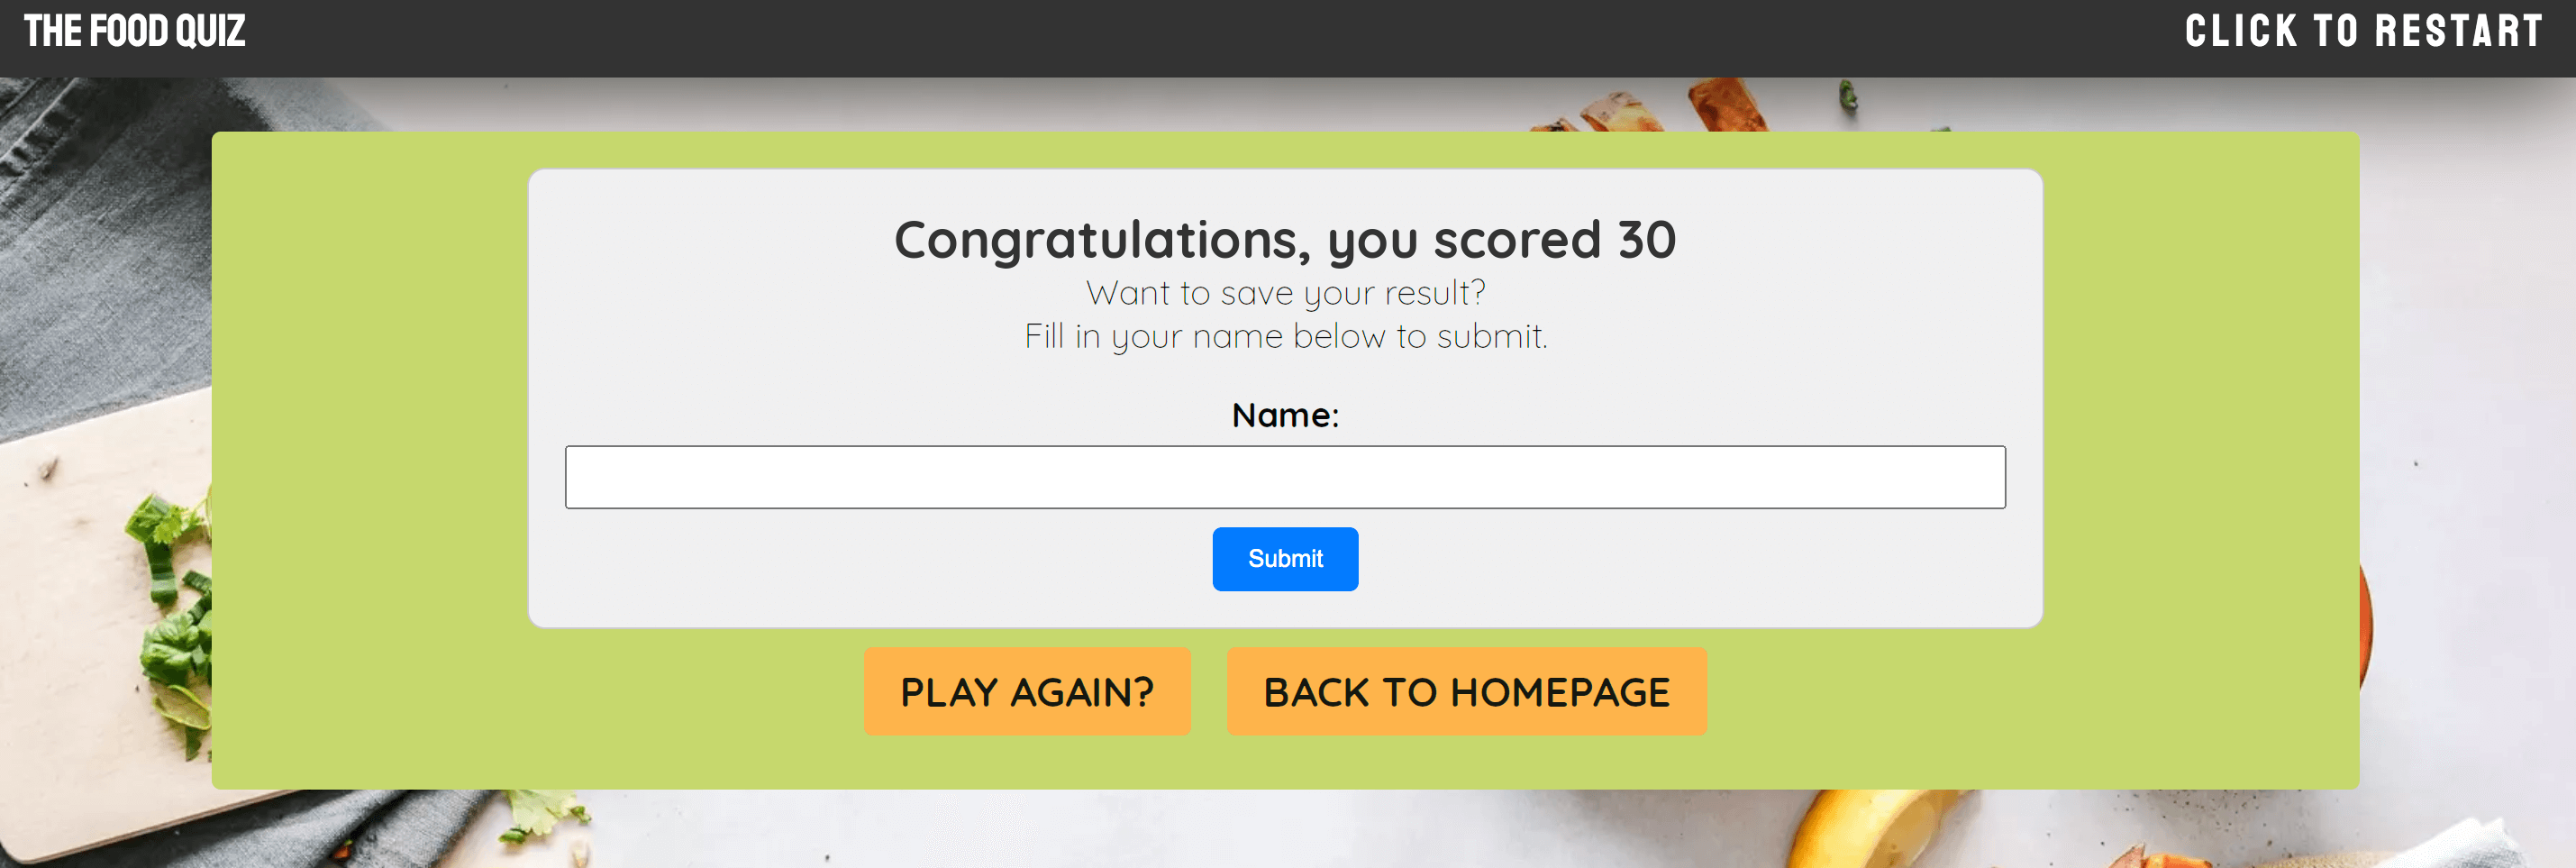 THE FOOD QUIZ
CLICK TO RESTART
Congratulations, you scored 30
Want to save your result?
Fill in your name below to submit.
Name:
Submit
PLAY AGAIN?
BACK TO HOMEPAGE